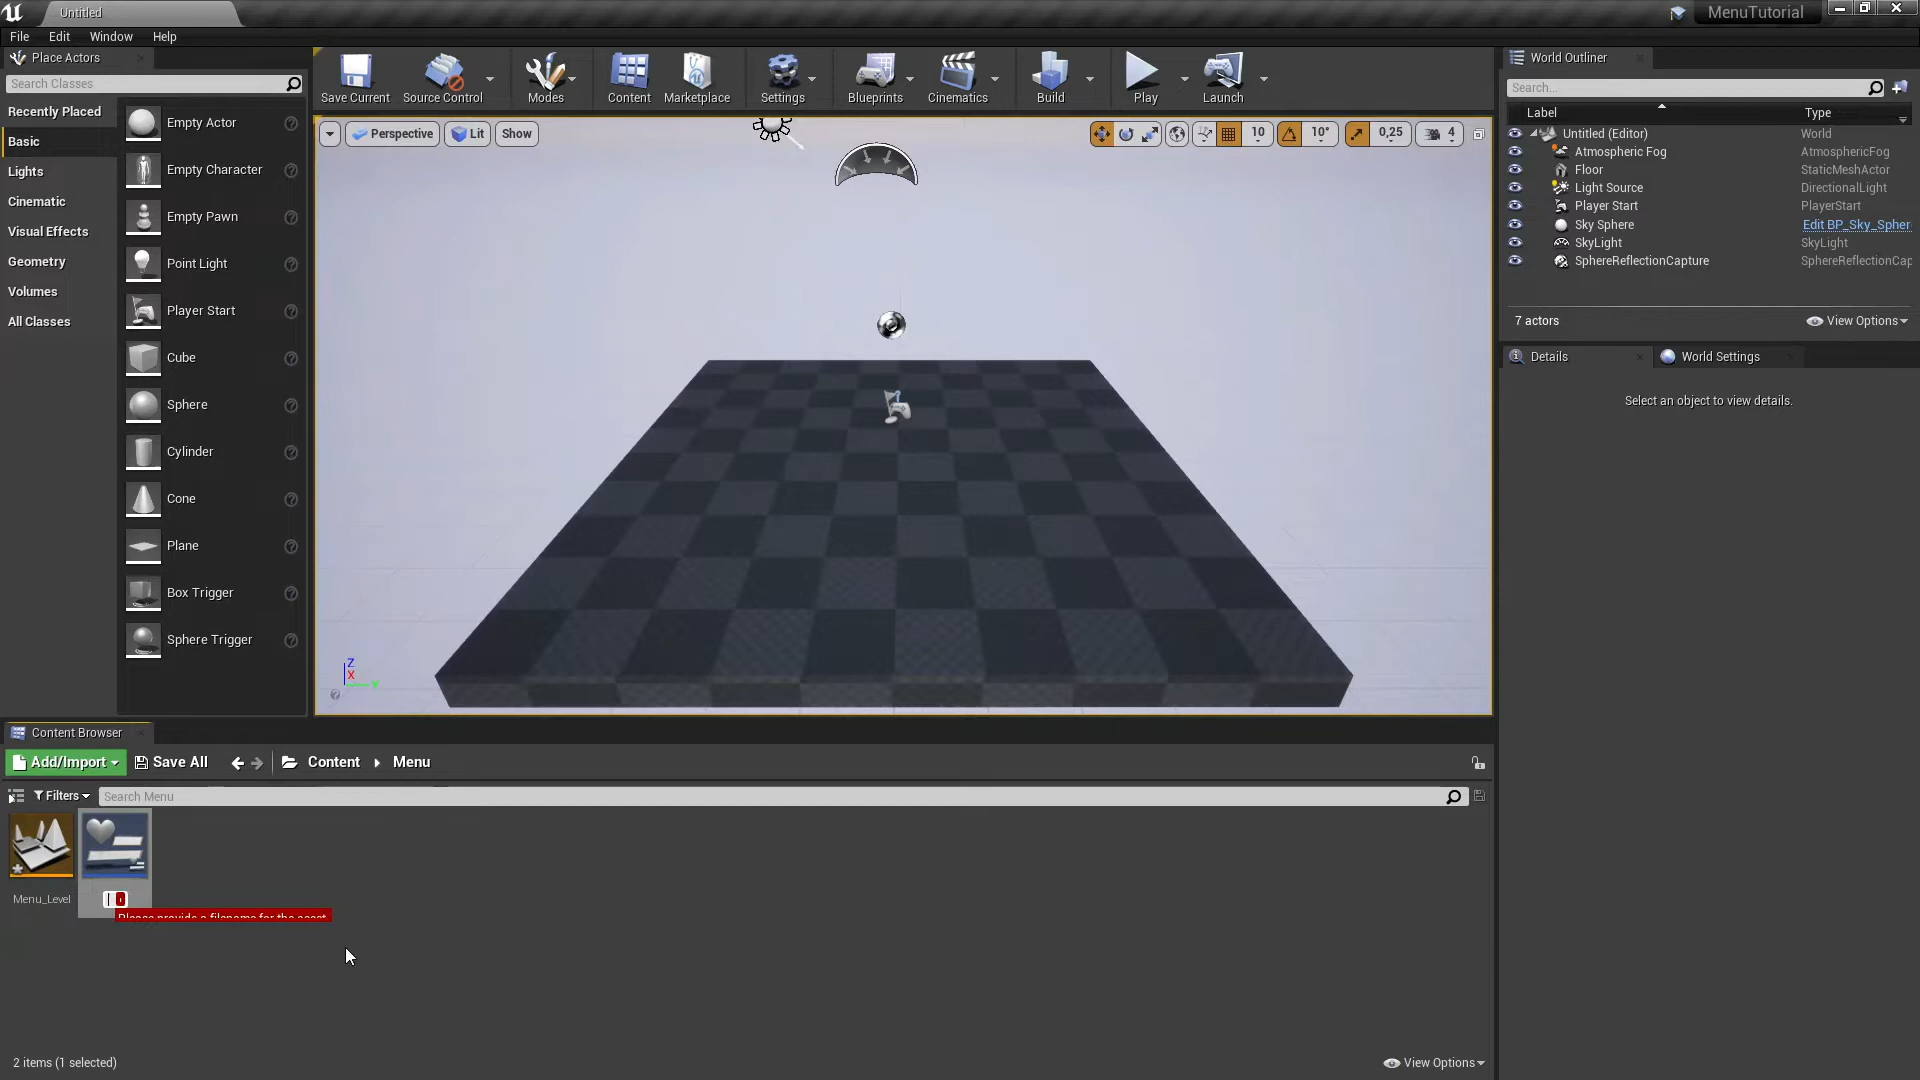 Untitled
MenuTutorial
File Edit Window Help
Place Actors
Search Classes
Recently Placed
Basic
Lights
Cinematic
Visual Effects
Geometry
Volumes
All Classes
Empty Actor
Empty Character
Empty Pawn
Point Light
Player Start
Cube
Sphere
Cylinder
Cone
Plane
Box Trigger
Sphere Trigger
Save Current Source Control Modes Content Marketplace Settings Blueprints Cinematics Build Play Launch
Perspective Lit Show
10 10° 0,25 4
Z
X
Y
World Outliner
Search...
Label Type
Untitled (Editor) World
Atmospheric Fog AtmosphericFog
Floor StaticMeshActor
Light Source DirectionalLight
Player Start PlayerStart
Sky Sphere Edit BP_Sky_Spher
SkyLight SkyLight
SphereReflectionCapture SphereReflectionCap
7 actors View Options
Details World Settings
Select an object to view details.
Content Browser
Add/Import Save All Content Menu
Filters Search Menu
Menu_Level
Please provide a filename for the asset
2 items (1 selected) View Options